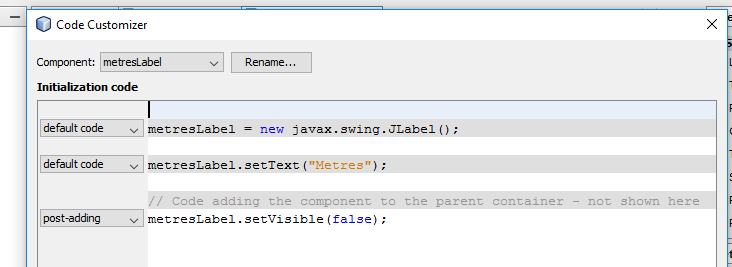 Code Customizer
Component: metresLabel Rename...
Initialization code
default code metresLabel = new javax.swing.JLabel();
default code metresLabel.setText("Metres");
// Code adding the component to the parent container - not shown here
post-adding metresLabel.setVisible(false);